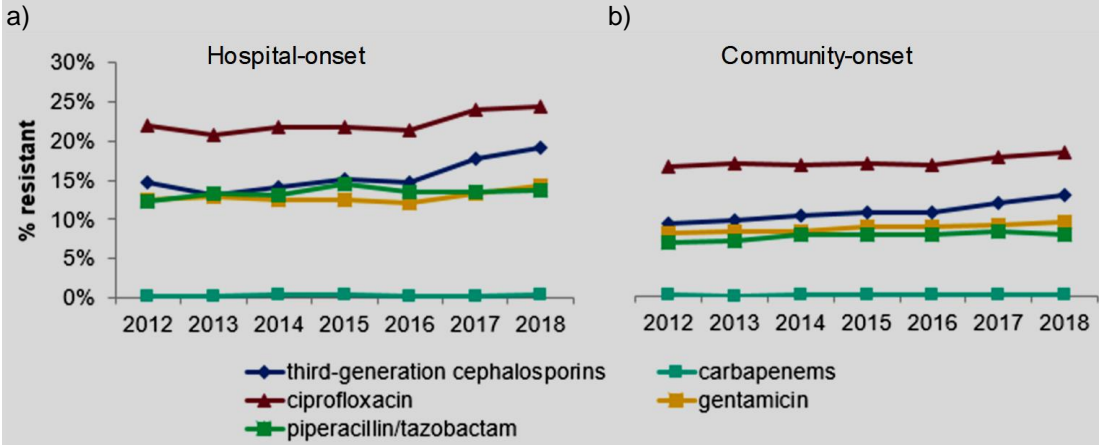 a)
b)
Hospital-onset
Community-onset
% resistant
30%
25%
20%
15%
10%
5%
0%
2012 2013 2014 2015 2016 2017 2018
2012 2013 2014 2015 2016 2017 2018
third-generation cephalosporins
carbapenems
ciprofloxacin
gentamicin
piperacillin/tazobactam